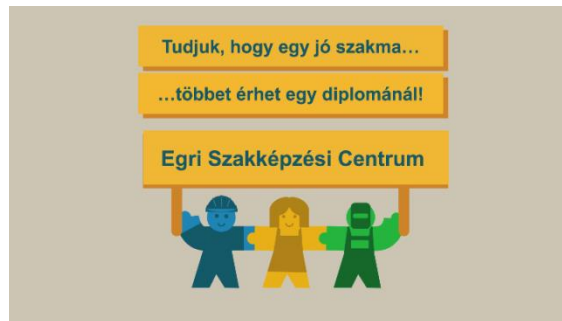 Tudjuk, hogy egy jó szakma…
…többet érhet egy diplománál!
Egri Szakképzési Centrum